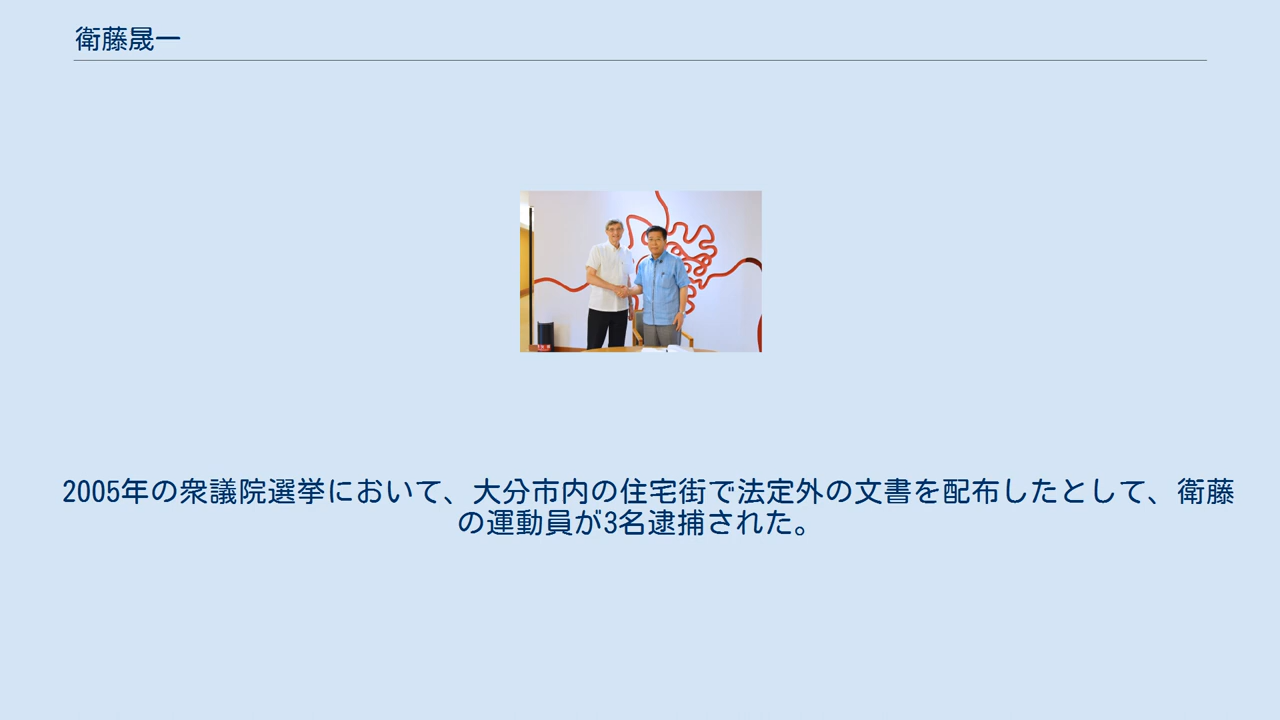 衛藤晟一
2005年の衆議院選挙において、大分市内の住宅街で法定外の文書を配布したとして、衛藤
の運動員が3名逮捕された。